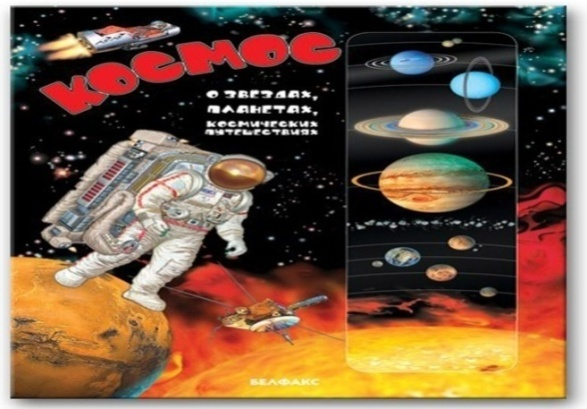 КОСМОС
О ЗВЕЗДАХ,
ПЛАНЕТАХ,
КОСМИЧЕСКИХ
ПУТЕШЕСТВИЯХ
БЕЛФАКС